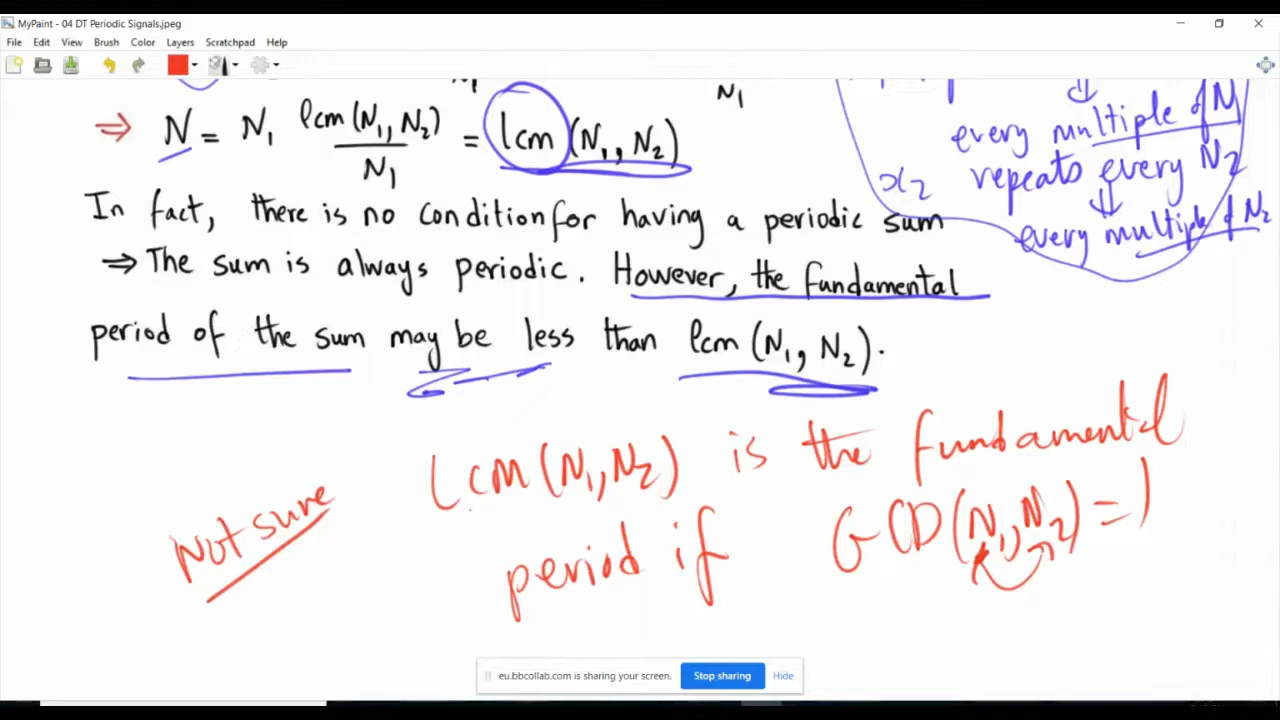 MyPaint - 04 DT Periodic Signals.jpeg
File Edit View Brush Color Layers Scratchpad Help
N1
N1
⇒ N = N1 lcm(N1, N2) / N1 = lcm (N1, N2)
every multiple of N1
x2 repeats every N2
every multiple of N2
In fact, there is no condition for having a periodic sum
⇒ The sum is always periodic. However, the fundamental
period of the sum may be less than lcm (N1, N2).
LCM(N1, N2) is the fundamental
period if GCD(N1, N2) = 1
Not sure
eu.bbcollab.com is sharing your screen. Stop sharing Hide